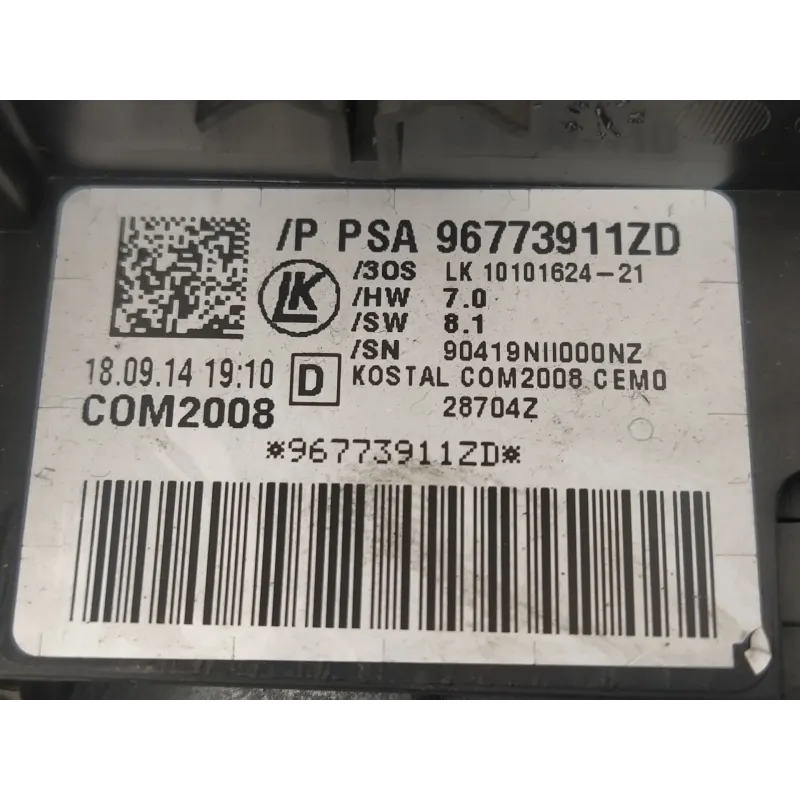 /P PSA 96773911ZD
/3OS LK 10101624-21
LK
/HW 7.0
/SW 8.1
/SN 90419NII000NZ
18.09.14 19:10 D KOSTAL COM2008 CEM0
COM2008 28704Z
*96773911ZD*